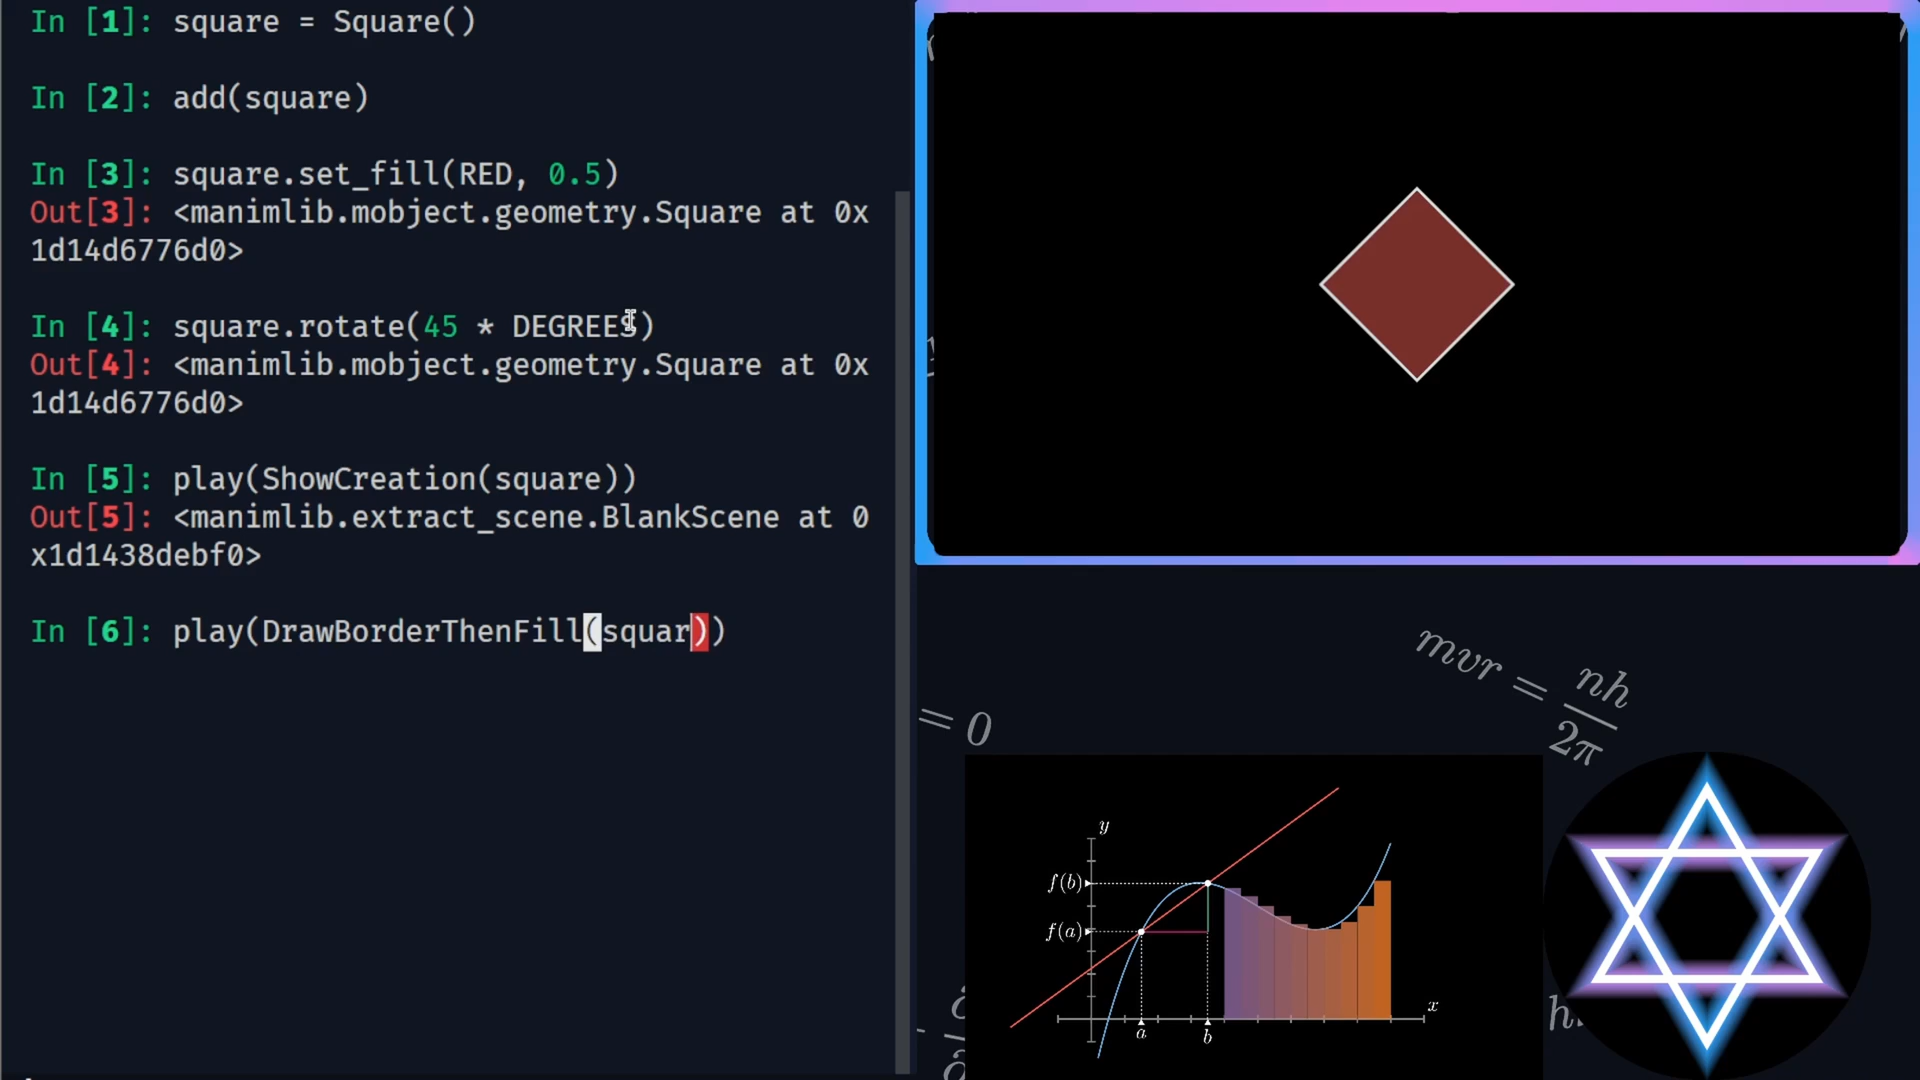 In [1]: square = Square()
In [2]: add(square)
In [3]: square.set_fill(RED, 0.5)
Out[3]: <manimlib.mobject.geometry.Square at 0x
1d14d6776d0>
In [4]: square.rotate(45 * DEGREES)
Out[4]: <manimlib.mobject.geometry.Square at 0x
1d14d6776d0>
In [5]: play(ShowCreation(square))
Out[5]: <manimlib.extract_scene.BlankScene at 0
x1d1438debf0>
In [6]: play(DrawBorderThenFill(squar))
mvr = nh/2π
= 0
y
f(b)
f(a)
x
a
b